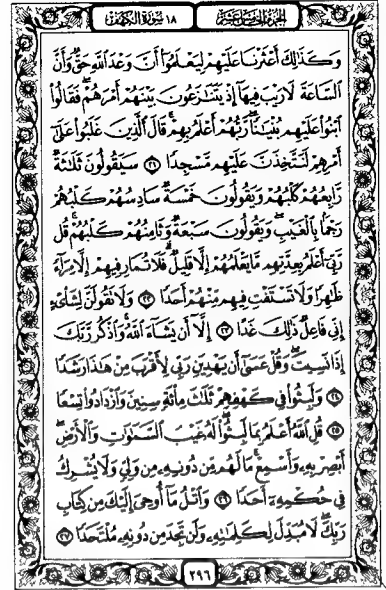 ١٨ سورة الكهف
الجزء الخامس عشر
وَكَذَٰلِكَ أَعْثَرْنَا عَلَيْهِمْ لِيَعْلَمُوٓا۟ أَنَّ وَعْدَ ٱللَّهِ حَقٌّ وَأَنَّ
ٱلسَّاعَةَ لَا رَيْبَ فِيهَآ إِذْ يَتَنَٰزَعُونَ بَيْنَهُمْ أَمْرَهُمْ ۖ فَقَالُوا۟
ٱبْنُوا۟ عَلَيْهِم بُنْيَٰنًا ۖ رَّبُّهُمْ أَعْلَمُ بِهِمْ ۚ قَالَ ٱلَّذِينَ غَلَبُوا۟ عَلَىٰٓ
أَمْرِهِمْ لَنَتَّخِذَنَّ عَلَيْهِم مَّسْجِدًا ﴿٢١﴾ سَيَقُولُونَ ثَلَٰثَةٌ
رَّابِعُهُمْ كَلْبُهُمْ وَيَقُولُونَ خَمْسَةٌ سَادِسُهُمْ كَلْبُهُمْ
رَجْمًۢا بِٱلْغَيْبِ ۖ وَيَقُولُونَ سَبْعَةٌ وَثَامِنُهُمْ كَلْبُهُمْ ۚ قُل
رَّبِّىٓ أَعْلَمُ بِعِدَّتِهِم مَّا يَعْلَمُهُمْ إِلَّا قَلِيلٌ ۗ فَلَا تُمَارِ فِيهِمْ إِلَّا مِرَآءً
ظَٰهِرًا وَلَا تَسْتَفْتِ فِيهِم مِّنْهُمْ أَحَدًا ﴿٢٢﴾ وَلَا تَقُولَنَّ لِشَا۟ىْءٍ
إِنِّى فَاعِلٌ ذَٰلِكَ غَدًا ﴿٢٣﴾ إِلَّآ أَن يَشَآءَ ٱللَّهُ ۚ وَٱذْكُر رَّبَّكَ
إِذَا نَسِيتَ وَقُلْ عَسَىٰٓ أَن يَهْدِيَنِ رَبِّى لِأَقْرَبَ مِنْ هَٰذَا رَشَدًا
﴿٢٤﴾ وَلَبِثُوا۟ فِى كَهْفِهِمْ ثَلَٰثَ مِا۟ئَةٍ سِنِينَ وَٱزْدَادُوا۟ تِسْعًا
﴿٢٥﴾ قُلِ ٱللَّهُ أَعْلَمُ بِمَا لَبِثُوا۟ ۖ لَهُۥ غَيْبُ ٱلسَّمَٰوَٰتِ وَٱلْأَرْضِ ۖ
أَبْصِرْ بِهِۦ وَأَسْمِعْ ۚ مَا لَهُم مِّن دُونِهِۦ مِن وَلِىٍّ وَلَا يُشْرِكُ
فِى حُكْمِهِۦٓ أَحَدًا ﴿٢٦﴾ وَٱتْلُ مَآ أُوحِىَ إِلَيْكَ مِن كِتَابِ
رَبِّكَ ۖ لَا مُبَدِّلَ لِكَلِمَٰتِهِۦ وَلَن تَجِدَ مِن دُونِهِۦ مُلْتَحَدًا ﴿٢٧﴾
٢٩٦